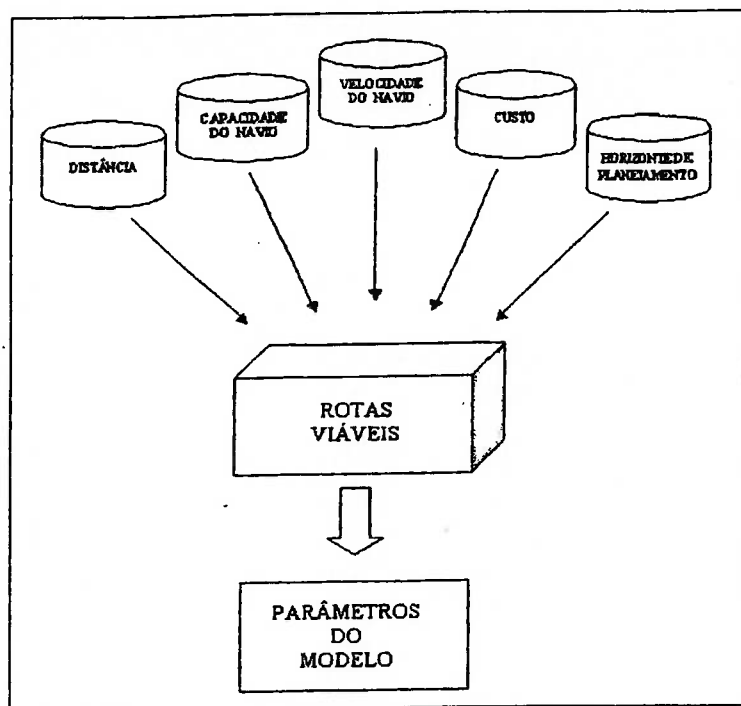 DISTÂNCIA
CAPACIDADE
DO NAVIO
VELOCIDADE
DO NAVIO
CUSTO
HORIZONTE DE
PLANEJAMENTO
ROTAS
VIÁVEIS
PARÂMETROS
DO
MODELO